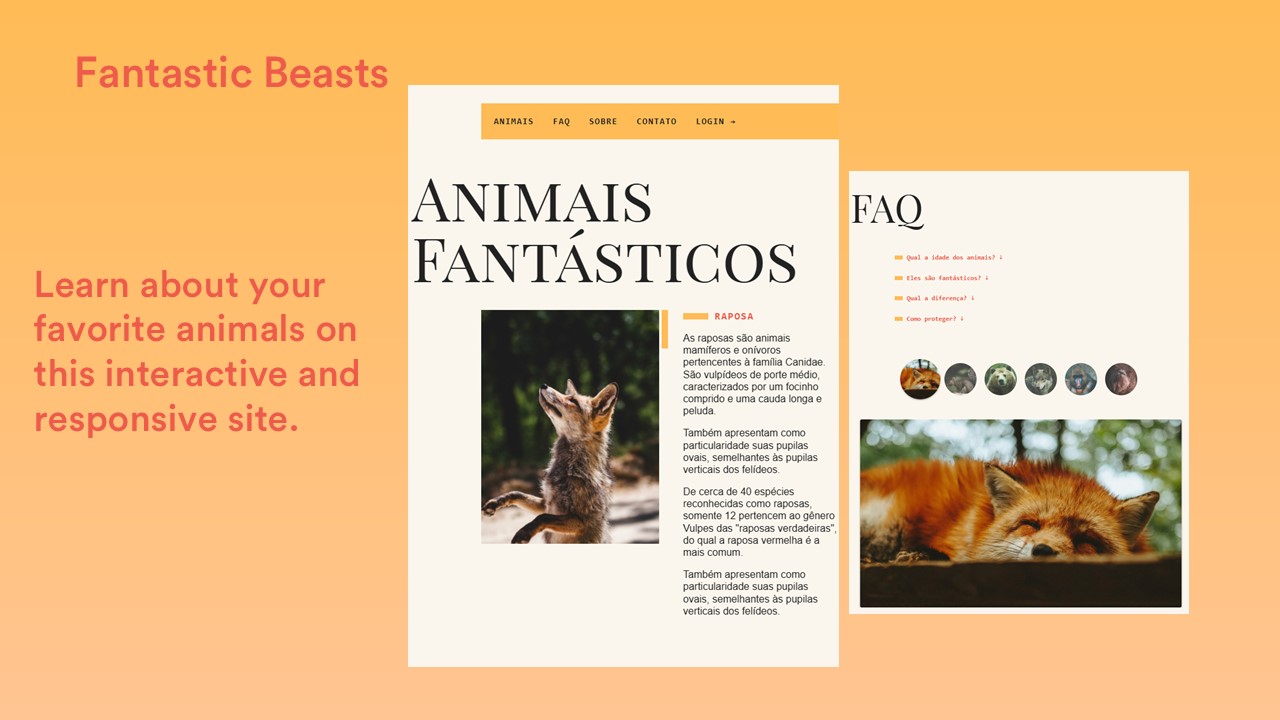 Fantastic Beasts
Learn about your
favorite animals on
this interactive and
responsive site.
ANIMAIS FAQ SOBRE CONTATO LOGIN →
ANIMAIS
FANTÁSTICOS
RAPOSA
As raposas são animais
mamíferos e onívoros
pertencentes à família Canidae.
São vulpídeos de porte médio,
caracterizados por um focinho
comprido e uma cauda longa e
peluda.
Também apresentam como
particularidade suas pupilas
ovais, semelhantes às pupilas
verticais dos felídeos.
De cerca de 40 espécies
reconhecidas como raposas,
somente 12 pertencem ao gênero
Vulpes das "raposas verdadeiras",
do qual a raposa vermelha é a
mais comum.
Também apresentam como
particularidade suas pupilas
ovais, semelhantes às pupilas
verticais dos felídeos.
FAQ
Qual a idade dos animais? ↓
Eles são fantásticos? ↓
Qual a diferença? ↓
Como proteger? ↓